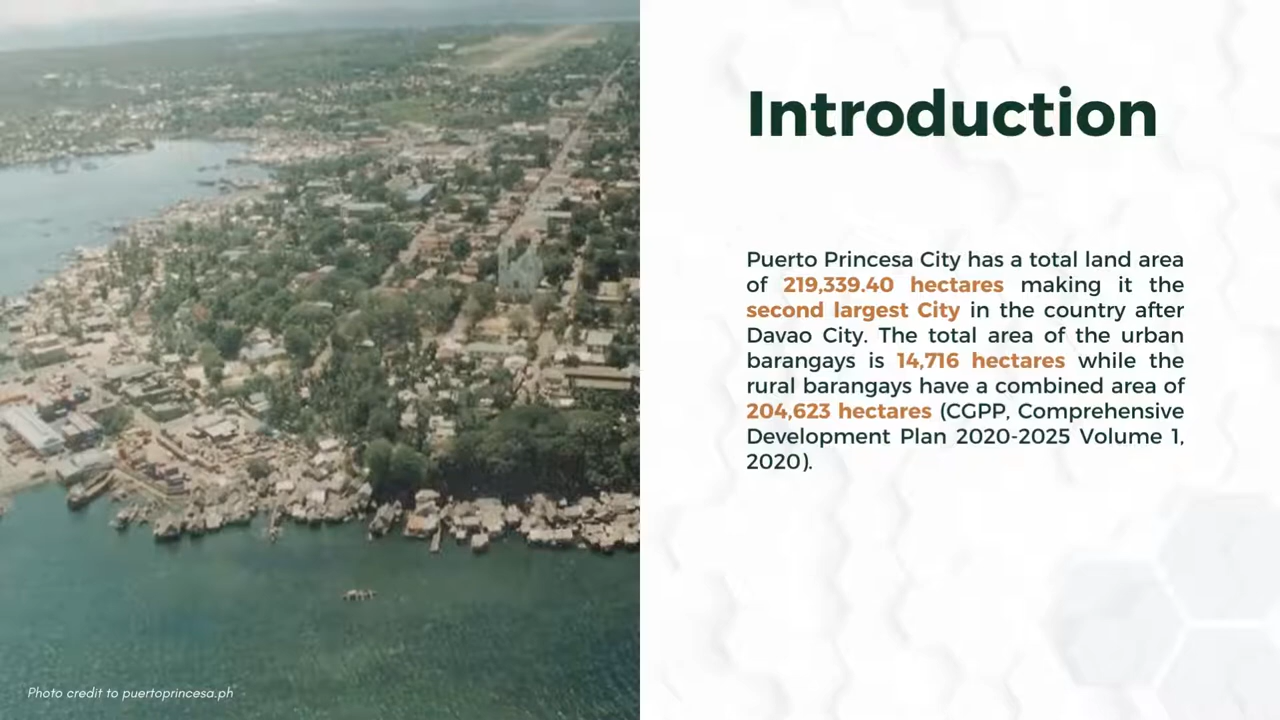 Introduction
Puerto Princesa City has a total land area
of 219,339.40 hectares making it the
second largest City in the country after
Davao City. The total area of the urban
barangays is 14,716 hectares while the
rural barangays have a combined area of
204,623 hectares (CGPP, Comprehensive
Development Plan 2020-2025 Volume 1,
2020).
Photo credit to puertoprincesa.ph